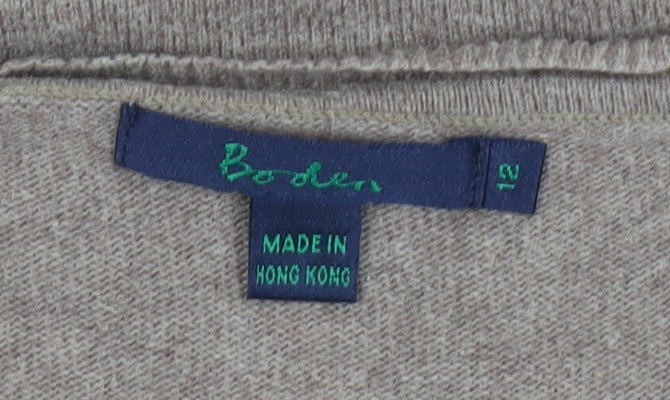 Boden
12
MADE IN
HONG KONG